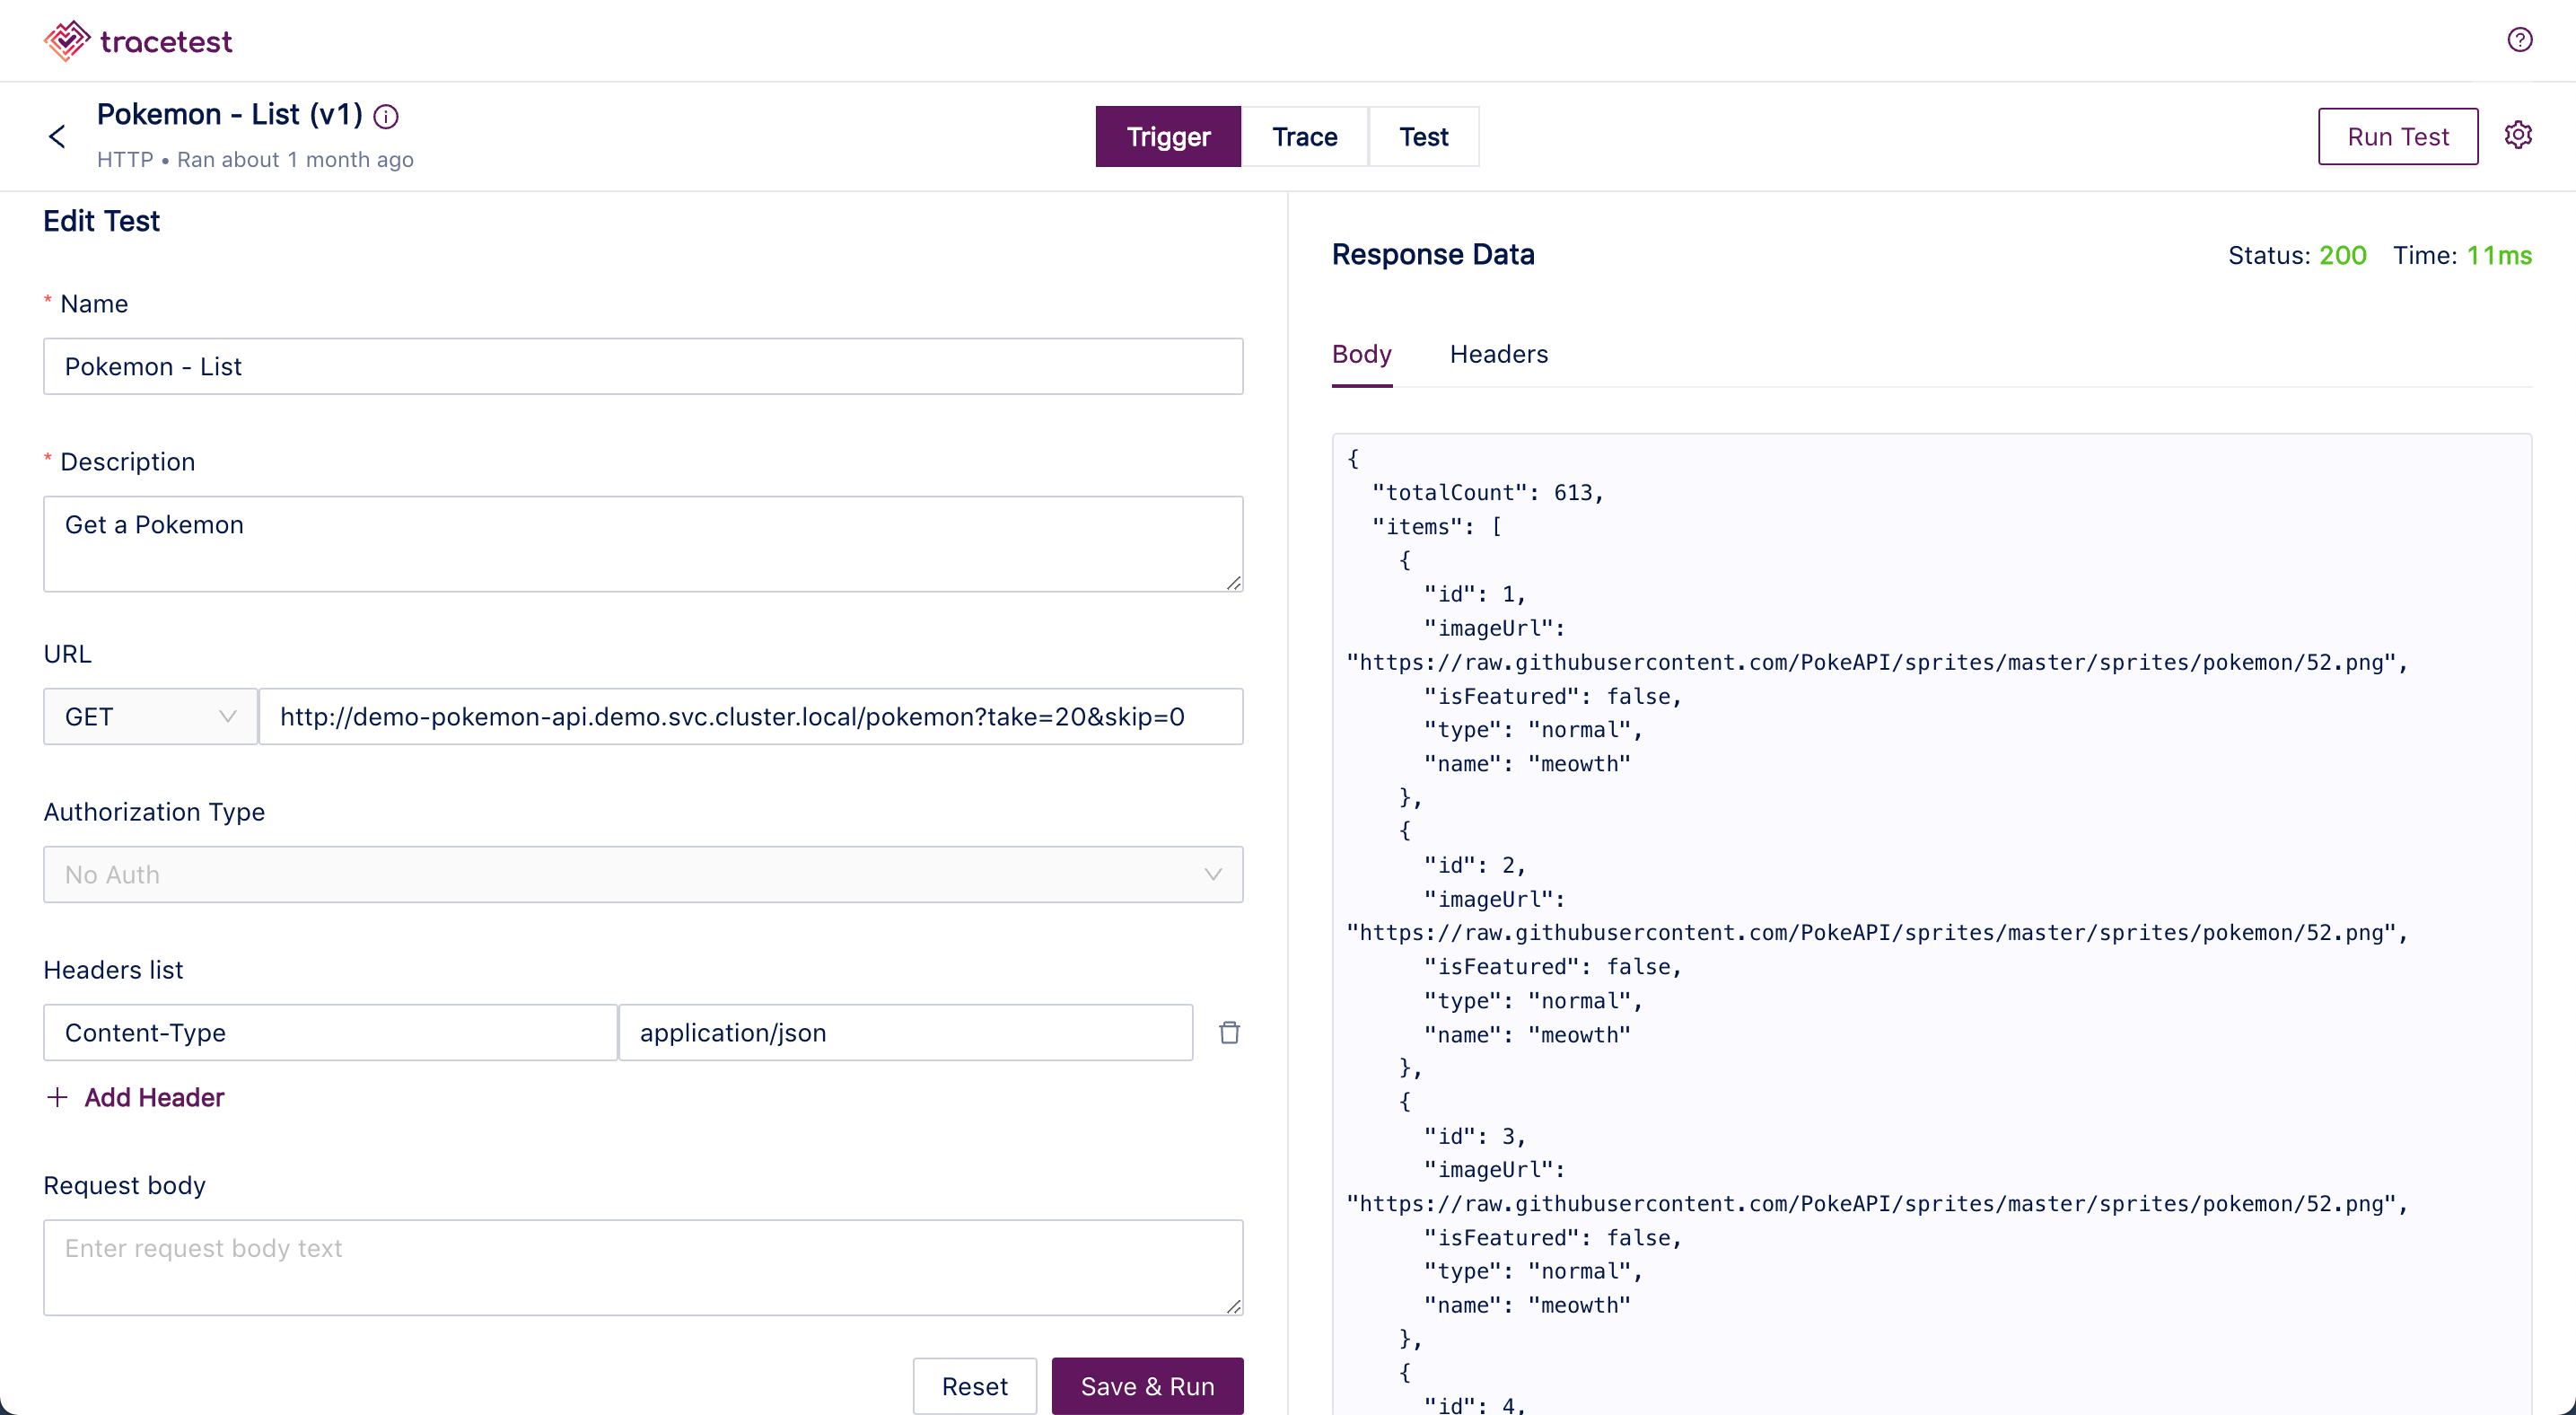 tracetest
Pokemon - List (v1)
HTTP • Ran about 1 month ago
Trigger
Trace
Test
Run Test
Edit Test
* Name
Pokemon - List
* Description
Get a Pokemon
URL
GET
http://demo-pokemon-api.demo.svc.cluster.local/pokemon?take=20&skip=0
Authorization Type
No Auth
Headers list
Content-Type
application/json
+ Add Header
Request body
Enter request body text
Reset
Save & Run
Response Data
Status: 200 Time: 11ms
Body
Headers
{
"totalCount": 613,
"items": [
{
"id": 1,
"imageUrl":
"https://raw.githubusercontent.com/PokeAPI/sprites/master/sprites/pokemon/52.png",
"isFeatured": false,
"type": "normal",
"name": "meowth"
},
{
"id": 2,
"imageUrl":
"https://raw.githubusercontent.com/PokeAPI/sprites/master/sprites/pokemon/52.png",
"isFeatured": false,
"type": "normal",
"name": "meowth"
},
{
"id": 3,
"imageUrl":
"https://raw.githubusercontent.com/PokeAPI/sprites/master/sprites/pokemon/52.png",
"isFeatured": false,
"type": "normal",
"name": "meowth"
},
{
"id": 4,